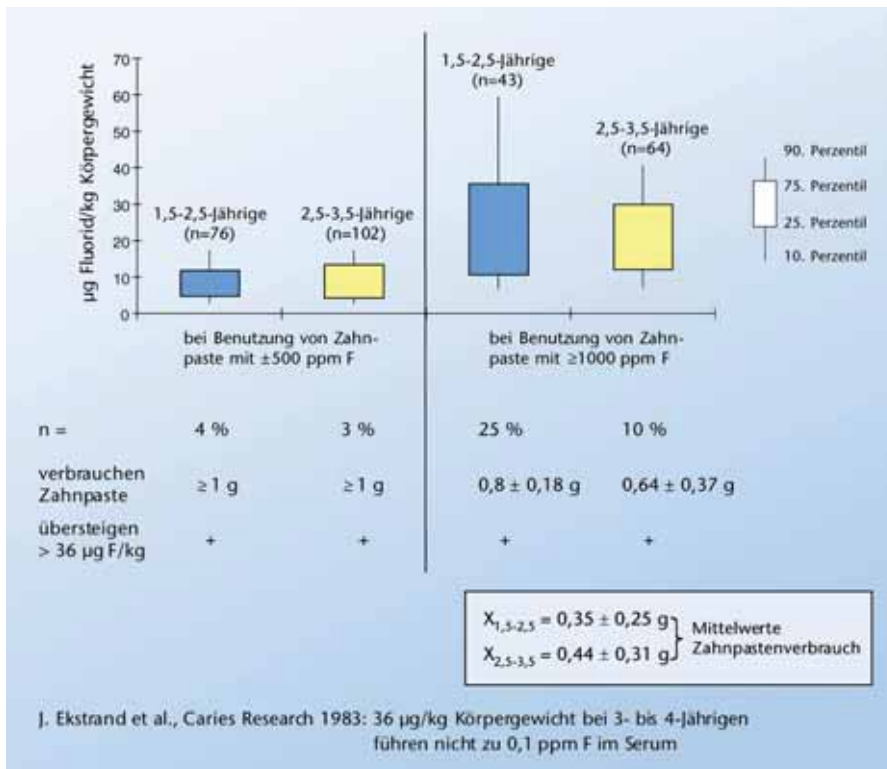 µg Fluorid/kg Körpergewicht
70
60
50
40
30
20
10
0
1,5-2,5-Jährige
(n=76)
2,5-3,5-Jährige
(n=102)
1,5-2,5-Jährige
(n=43)
2,5-3,5-Jährige
(n=64)
90. Perzentil
75. Perzentil
25. Perzentil
10. Perzentil
bei Benutzung von Zahn-
paste mit ±500 ppm F
bei Benutzung von Zahn-
paste mit ≥1000 ppm F
n = 4 % 3 % 25 % 10 %
verbrauchen
Zahnpaste ≥1 g ≥1 g 0,8 ± 0,18 g 0,64 ± 0,37 g
übersteigen
> 36 µg F/kg + + + +
X1,5-2,5 = 0,35 ± 0,25 g
X2,5-3,5 = 0,44 ± 0,31 g
Mittelwerte
Zahnpastenverbrauch
J. Ekstrand et al., Caries Research 1983: 36 µg/kg Körpergewicht bei 3- bis 4-Jährigen
führen nicht zu 0,1 ppm F im Serum